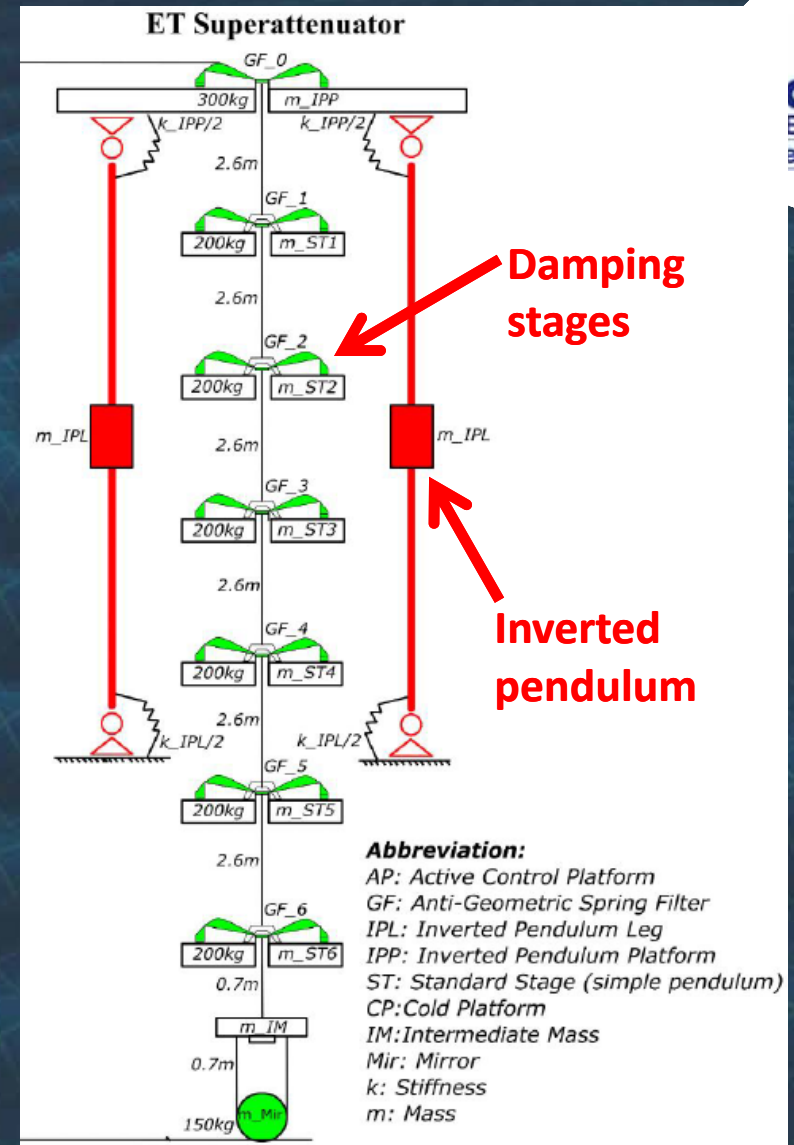 ET Superattenuator
GF_0
300kg m_IPP
k_IPP/2 k_IPP/2
2.6m
GF_1
200kg m_ST1
Damping
stages
2.6m
GF_2
200kg m_ST2
m_IPL m_IPL
2.6m
GF_3
200kg m_ST3
2.6m
Inverted
pendulum
GF_4
200kg m_ST4
2.6m
k_IPL/2 k_IPL/2
GF_5
200kg m_ST5
2.6m
Abbreviation:
AP: Active Control Platform
GF: Anti-Geometric Spring Filter
GF_6
IPL: Inverted Pendulum Leg
IPP: Inverted Pendulum Platform
200kg m_ST6
ST: Standard Stage (simple pendulum)
0.7m
CP:Cold Platform
m_IM
IM:Intermediate Mass
0.7m
Mir: Mirror
k: Stiffness
m_Mir
m: Mass
150kg